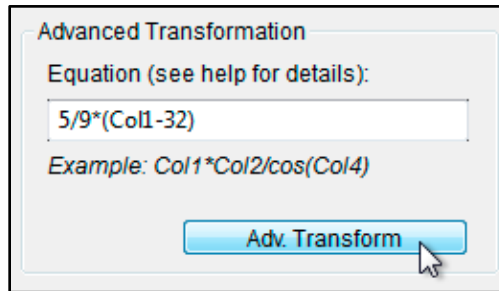 Advanced Transformation
Equation (see help for details):
5/9*(Col1-32)
Example: Col1*Col2/cos(Col4)
Adv. Transform